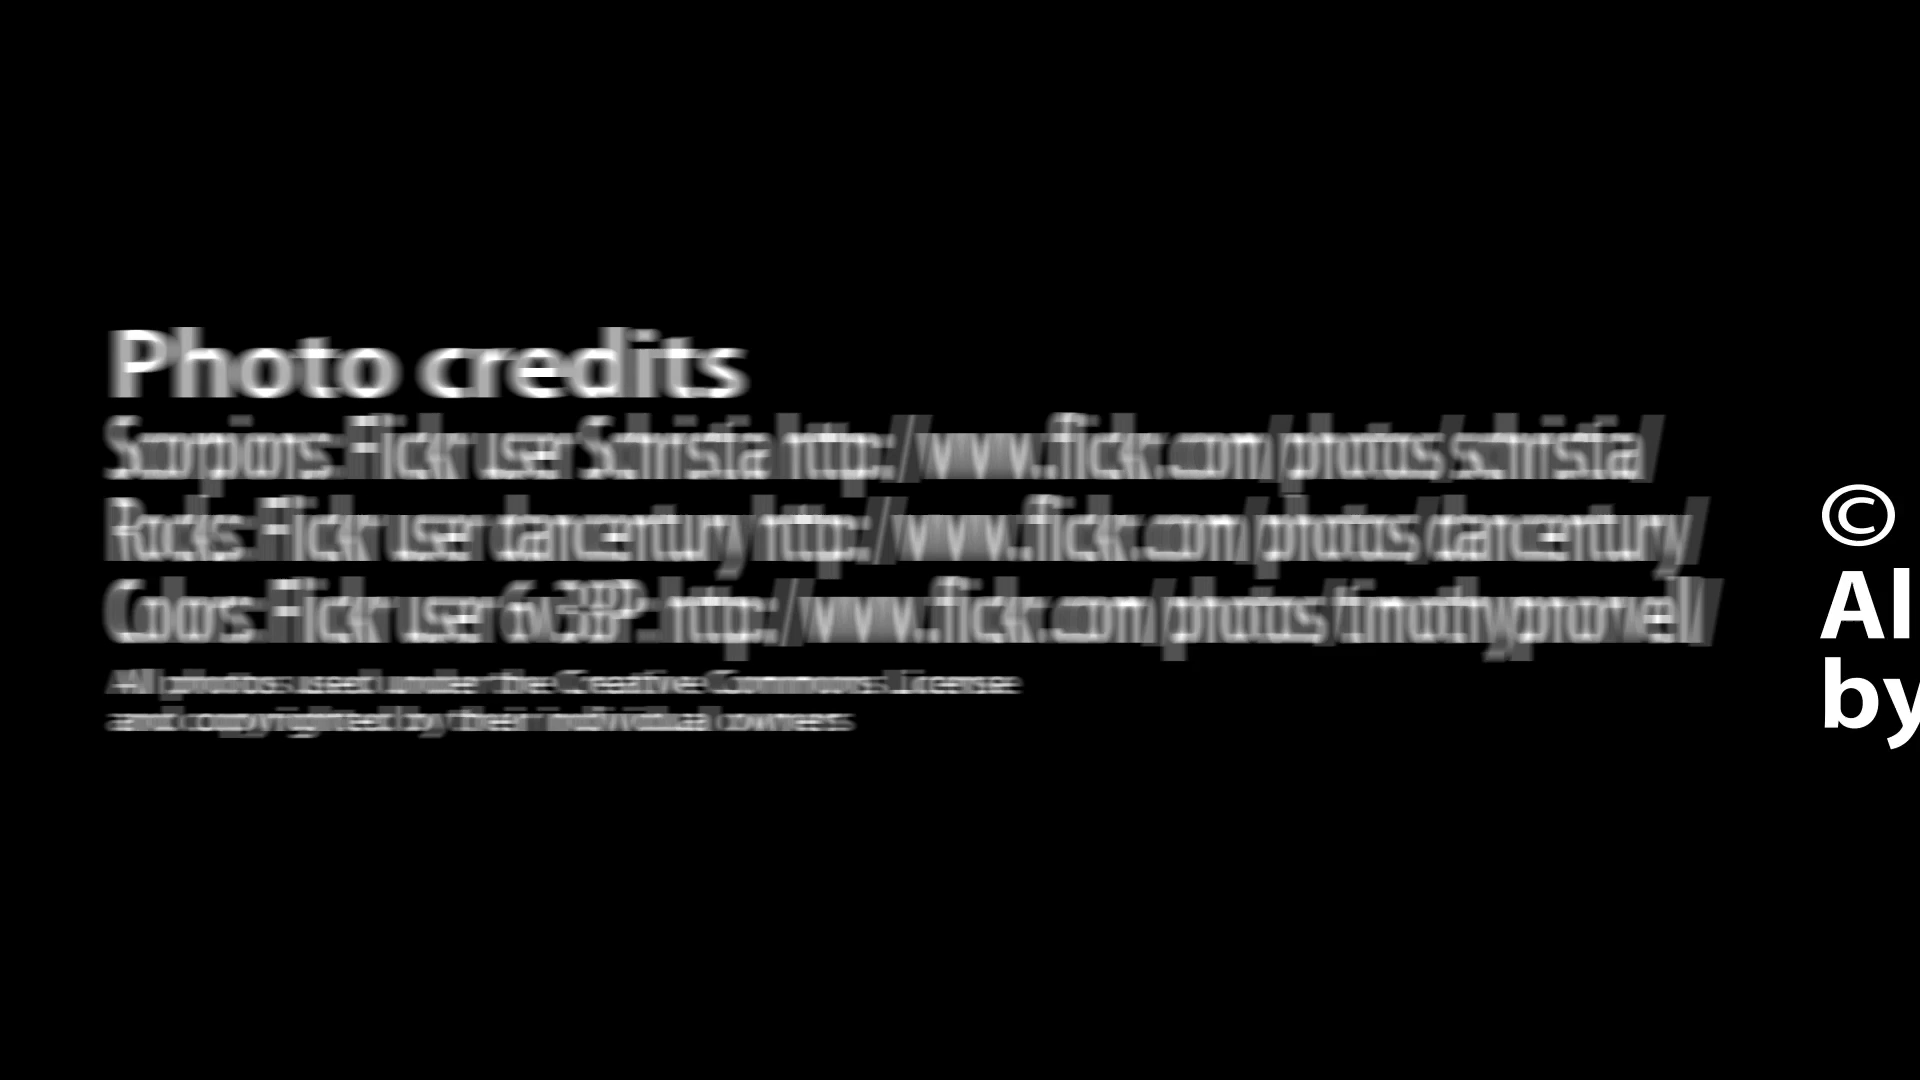 Photo credits
Scorpions: Flickr user Schristia http://www.flickr.com/photos/schristia/
Rocks: Flickr user dancentury http://www.flickr.com/photos/dancentury/
Colors: Flickr user http://www.flickr.com/photos/timothypowell/
All photos used under the Creative Commons license
and copyrighted by their individual owners
©
Al
by